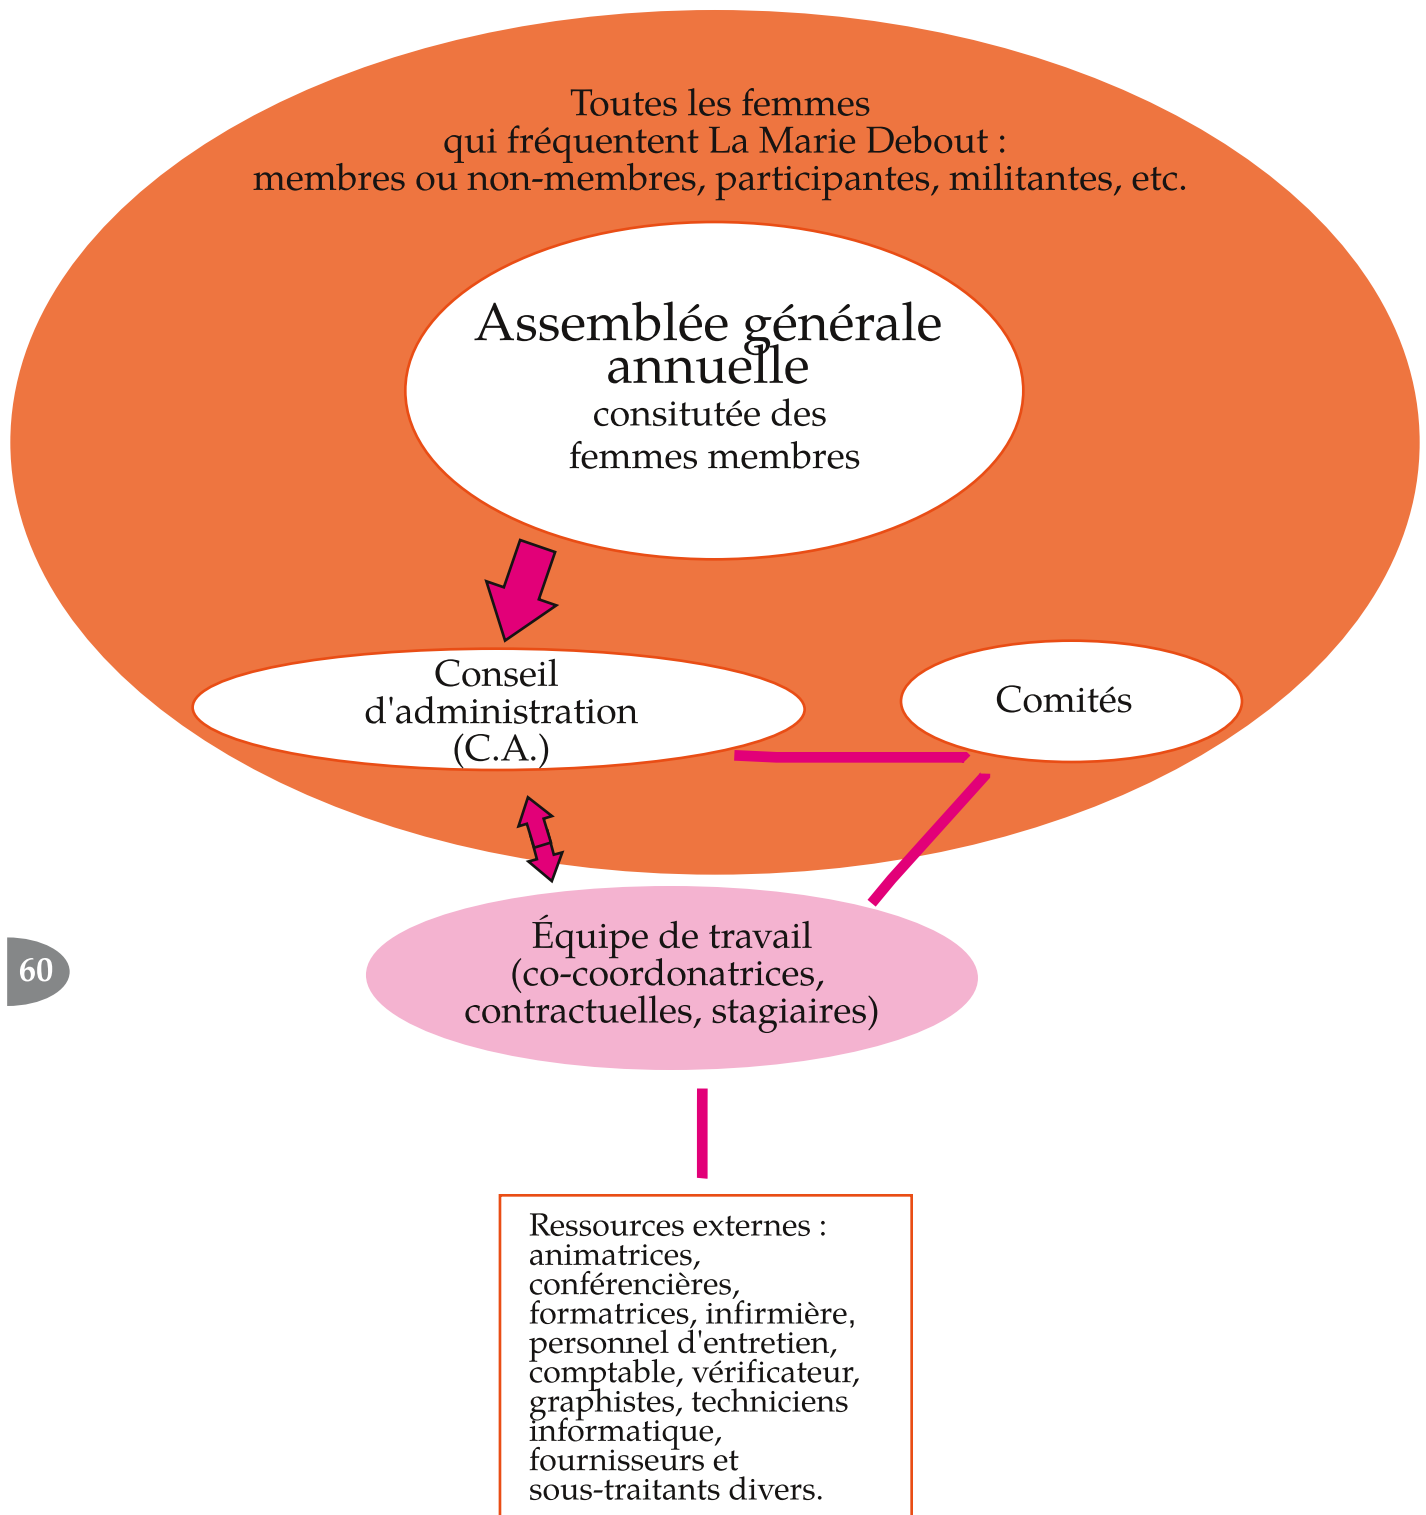 Toutes les femmes
qui fréquentent La Marie Debout :
membres ou non-membres, participantes, militantes, etc.
Assemblée générale
annuelle
consitutée des
femmes membres
Conseil
d'administration
(C.A.)
Comités
Équipe de travail
(co-coordonatrices,
contractuelles, stagiaires)
60
Ressources externes :
animatrices,
conférencières,
formatrices, infirmière,
personnel d'entretien,
comptable, vérificateur,
graphistes, techniciens
informatique,
fournisseurs et
sous-traitants divers.